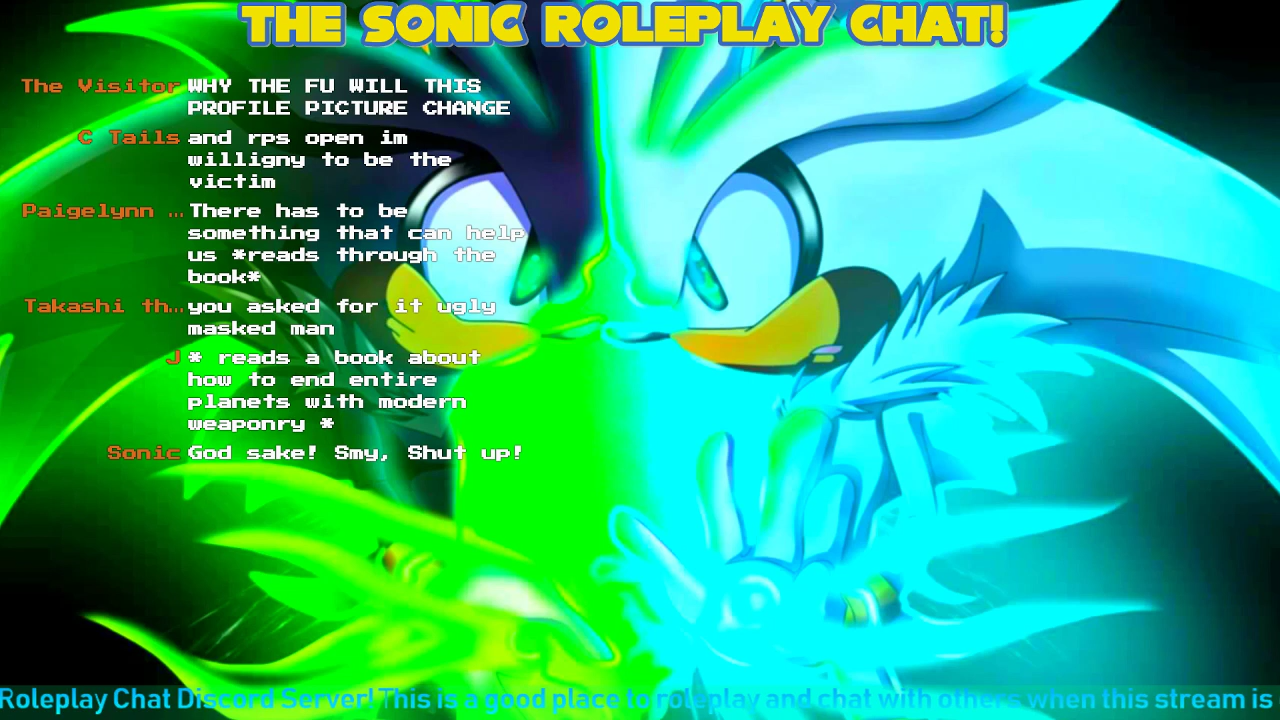 THE SONIC ROLEPLAY CHAT!
The Visitor WHY THE FU WILL THIS
PROFILE PICTURE CHANGE
C Tails and rps open im
willigny to be the
victim
Paigelynn … There has to be
something that can help
us *reads through the
book*
Takashi th… you asked for it ugly
masked man
J * reads a book about
how to end entire
planets with modern
weaponry *
Sonic God sake! Smy, Shut up!
Roleplay Chat Discord Server! This is a good place to roleplay and chat with others when this stream is